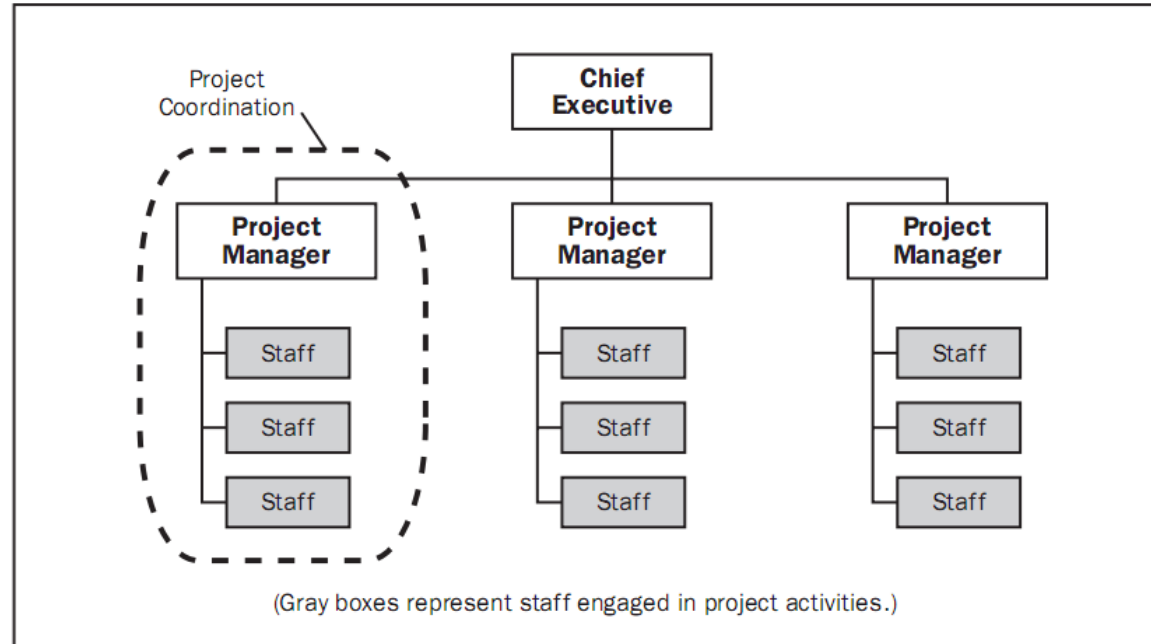 Project
Coordination
Chief
Executive
Project
Manager
Project
Manager
Project
Manager
Staff
Staff
Staff
Staff
Staff
Staff
Staff
Staff
Staff
(Gray boxes represent staff engaged in project activities.)